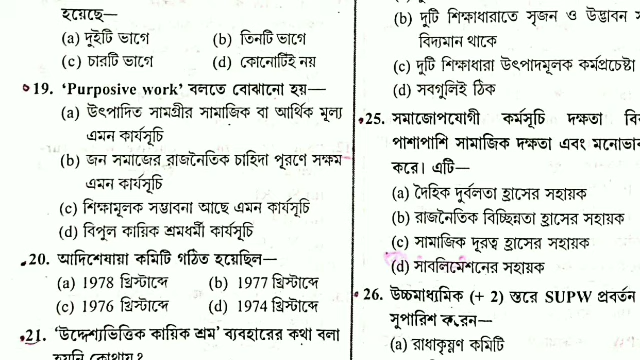 হয়েছে—
(a) দুইটি ভাগে (b) তিনটি ভাগে
(c) চারটি ভাগে (d) কোনোটিই নয়
19. ‘Purposive work’ বলতে বোঝানো হয়—
(a) উৎপাদিত সামগ্রীর সামাজিক বা আর্থিক মূল্য
এমন কার্যসূচি
(b) জন সমাজের রাজনৈতিক চাহিদা পূরণে সক্ষম
এমন কার্যসূচি
(c) শিক্ষামূলক সম্ভাবনা আছে এমন কার্যসূচি
(d) বিপুল কায়িক শ্রমধর্মী কার্যসূচি
20. আদিশেষায়া কমিটি গঠিত হয়েছিল—
(a) 1978 খ্রিস্টাব্দে (b) 1977 খ্রিস্টাব্দে
(c) 1976 খ্রিস্টাব্দে (d) 1974 খ্রিস্টাব্দে
21. ‘উদ্দেশ্যভিত্তিক কায়িক শ্রম’ ব্যবহারের কথা বলা
হয়নি কোথায়?
(b) দুটি শিক্ষাধারাতে সৃজন ও উদ্ভাবন
বিদ্যমান থাকে
(c) দুটি শিক্ষাধারা উৎপাদমূলক কর্মপ্রচেষ্টা
(d) সবগুলিই ঠিক
25. সমাজোপযোগী কর্মসূচি দক্ষতা
পাশাপাশি সামাজিক দক্ষতা এবং
করে। এটি—
(a) দৈহিক দুর্বলতা হ্রাসের সহায়ক
(b) রাজনৈতিক বিচ্ছিন্নতা হ্রাসের সহায়ক
(c) সামাজিক দূরত্ব হ্রাসের সহায়ক
(d) সাবলিমেশনের সহায়ক
26. উচ্চমাধ্যমিক (+ 2) স্তরে SUPW প্রবর্তন
সুপারিশ করেন—
(a) রাধাকৃষ্ণণ কমিটি